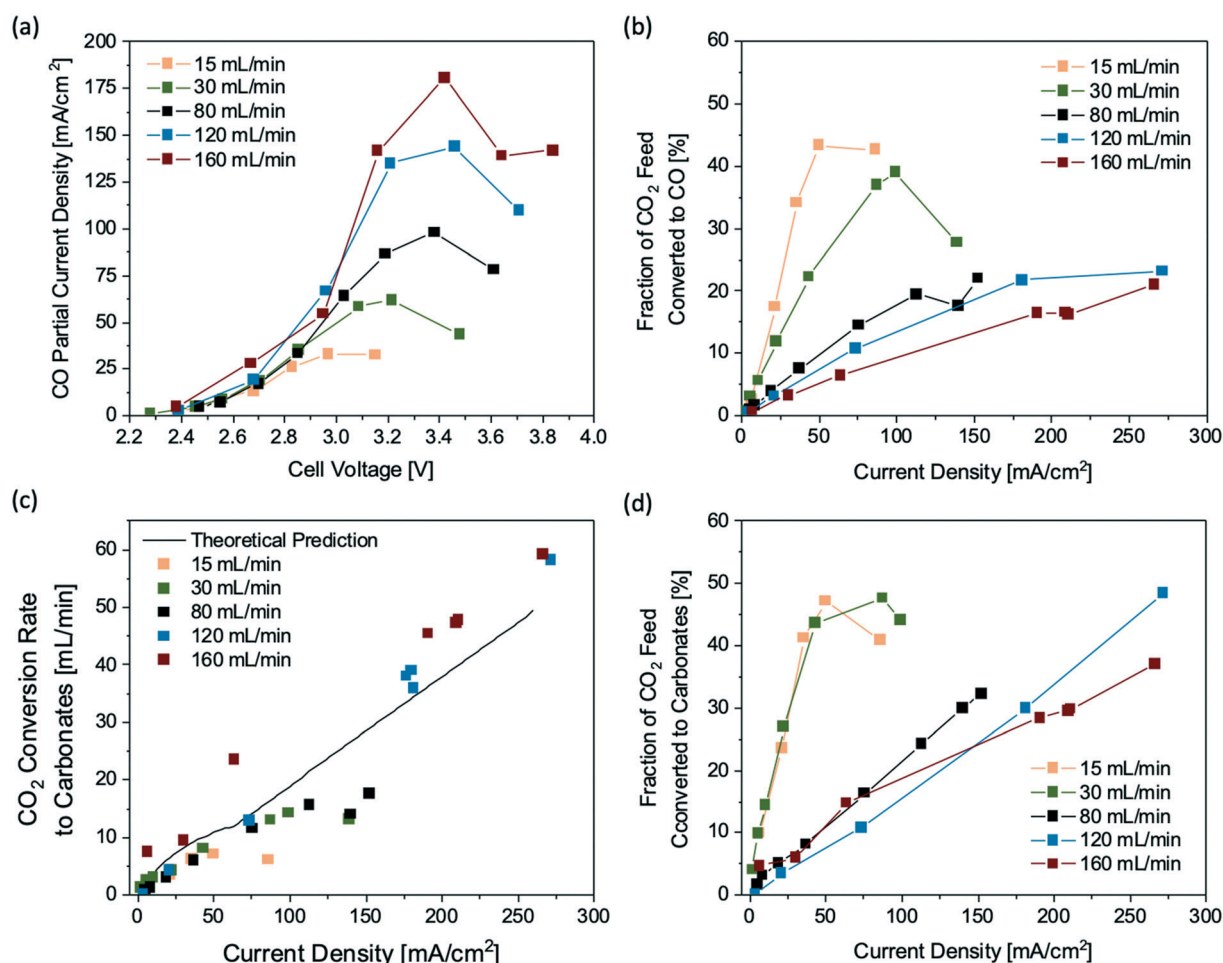 (a)
CO Partial Current Density [mA/cm²]
200
175
150
125
100
75
50
25
0
15 mL/min
30 mL/min
80 mL/min
120 mL/min
160 mL/min
2.2 2.4 2.6 2.8 3.0 3.2 3.4 3.6 3.8 4.0
Cell Voltage [V]
(b)
Fraction of CO₂ Feed
Converted to CO [%]
60
50
40
30
20
10
0
15 mL/min
30 mL/min
80 mL/min
120 mL/min
160 mL/min
0 50 100 150 200 250 300
Current Density [mA/cm²]
(c)
CO₂ Conversion Rate
to Carbonates [mL/min]
60
50
40
30
20
10
0
Theoretical Prediction
15 mL/min
30 mL/min
80 mL/min
120 mL/min
160 mL/min
0 50 100 150 200 250 300
Current Density [mA/cm²]
(d)
Fraction of CO₂ Feed
Cconverted to Carbonates [%]
60
50
40
30
20
10
0
15 mL/min
30 mL/min
80 mL/min
120 mL/min
160 mL/min
0 50 100 150 200 250 300
Current Density [mA/cm²]